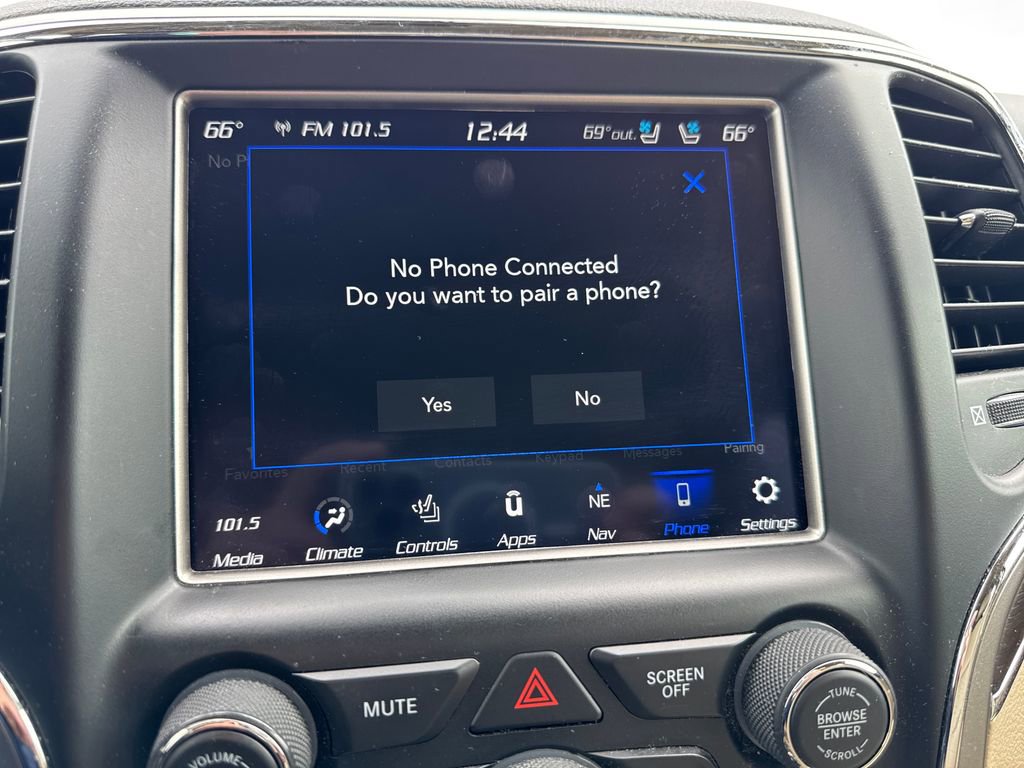 66° FM 101.5 12:44 69°out. 66°
No P
No Phone Connected
Do you want to pair a phone?
Yes No
Favorites Recent Contacts Keypad Messages Pairing
101.5 NE
Media Climate Controls Apps Nav Phone Settings
MUTE
SCREEN
OFF
VOLUME
TUNE
BROWSE
ENTER
SCROLL